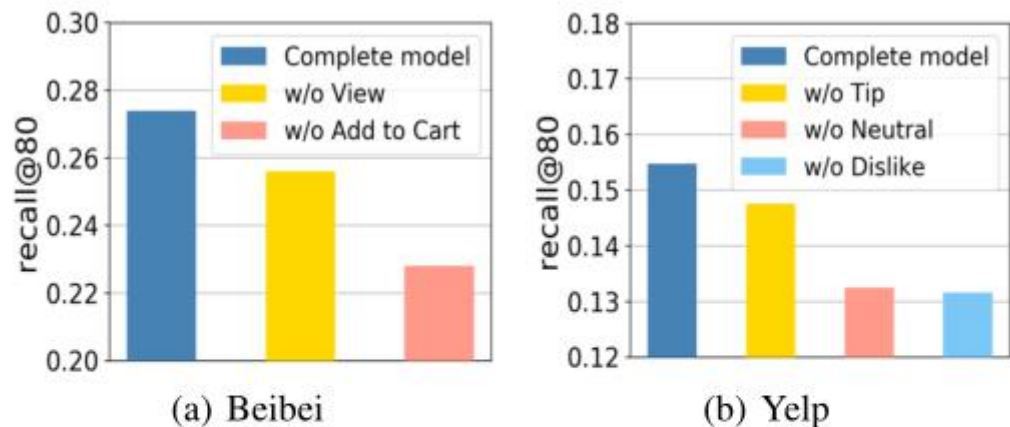 recall@80
0.30
0.28
0.26
0.24
0.22
0.20
Complete model
w/o View
w/o Add to Cart
(a) Beibei
recall@80
0.18
0.17
0.16
0.15
0.14
0.13
0.12
Complete model
w/o Tip
w/o Neutral
w/o Dislike
(b) Yelp